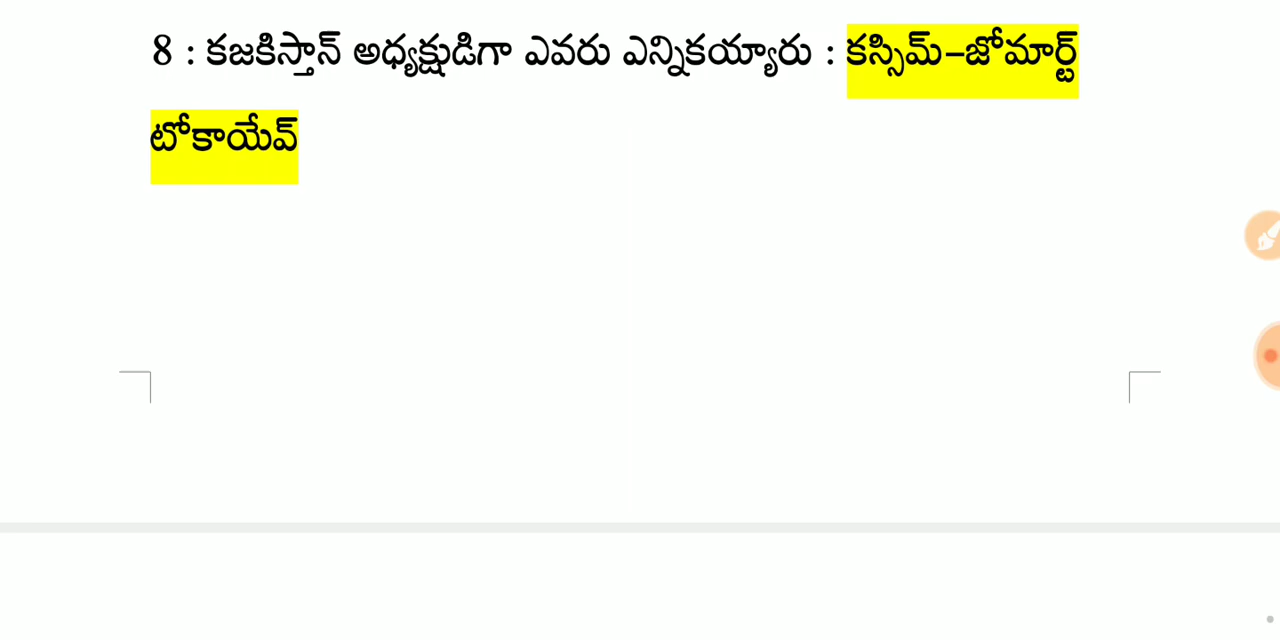 8 : కజకిస్తాన్ అధ్యక్షుడిగా ఎవరు ఎన్నికయ్యారు : కస్సిమ్-జోమార్ట్
టోకాయేవ్